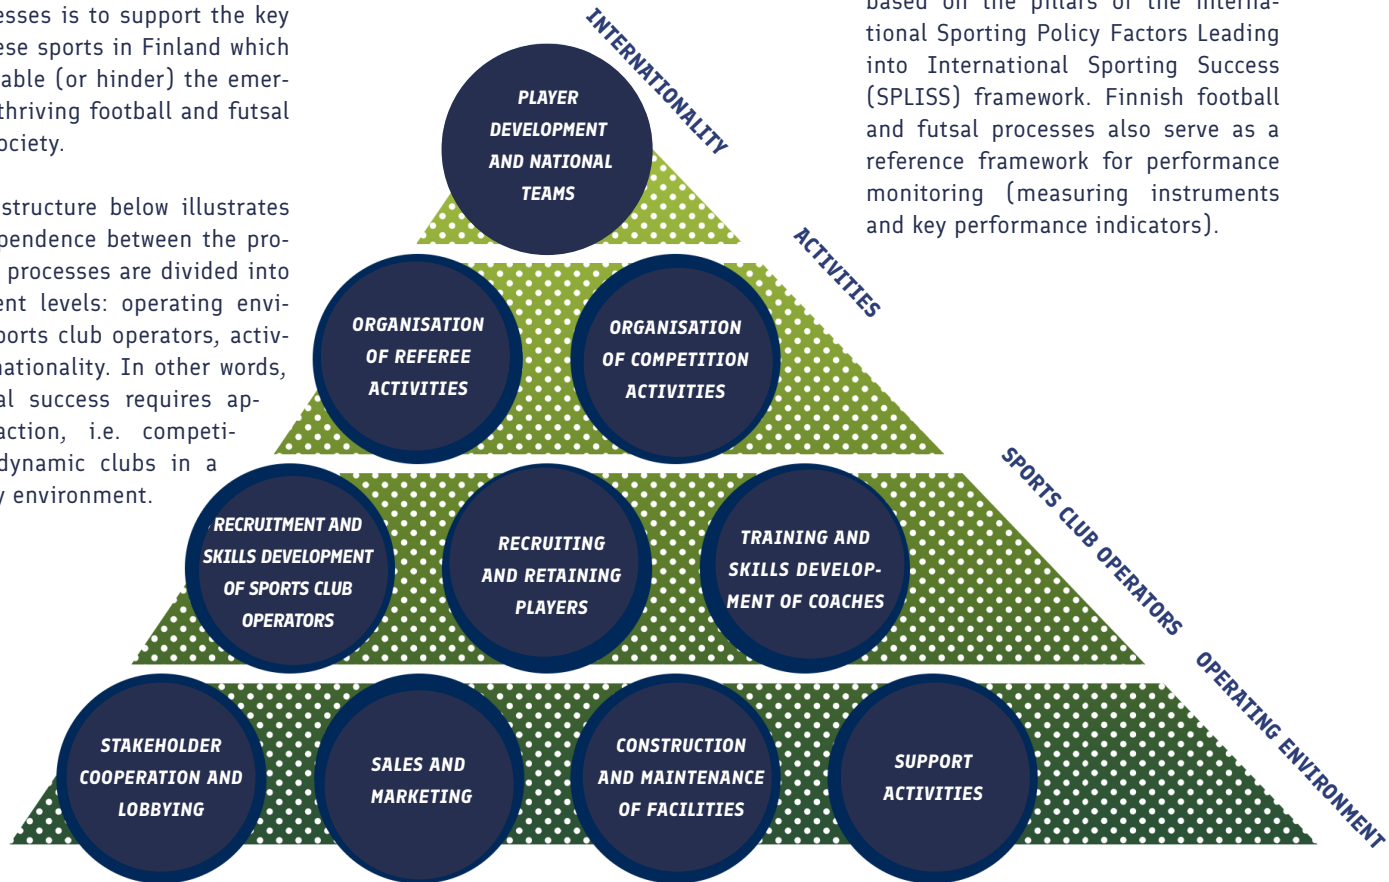 esses is to support the key
ese sports in Finland which
able (or hinder) the emer-
thriving football and futsal
ociety.
structure below illustrates
pendence between the pro-
processes are divided into
ent levels: operating envi-
ports club operators, activ-
nationality. In other words,
al success requires ap-
action, i.e. competi-
dynamic clubs in a
y environment.
based on the pillars of the interna-
tional Sporting Policy Factors Leading
into International Sporting Success
(SPLISS) framework. Finnish football
and futsal processes also serve as a
reference framework for performance
monitoring (measuring instruments
and key performance indicators).
INTERNATIONALITY
PLAYER
DEVELOPMENT
AND NATIONAL
TEAMS
ACTIVITIES
ORGANISATION
OF REFEREE
ACTIVITIES
ORGANISATION
OF COMPETITION
ACTIVITIES
SPORTS CLUB OPERATORS
RECRUITMENT AND
SKILLS DEVELOPMENT
OF SPORTS CLUB
OPERATORS
RECRUITING
AND RETAINING
PLAYERS
TRAINING AND
SKILLS DEVELOP-
MENT OF COACHES
OPERATING ENVIRONMENT
STAKEHOLDER
COOPERATION AND
LOBBYING
SALES AND
MARKETING
CONSTRUCTION
AND MAINTENANCE
OF FACILITIES
SUPPORT
ACTIVITIES